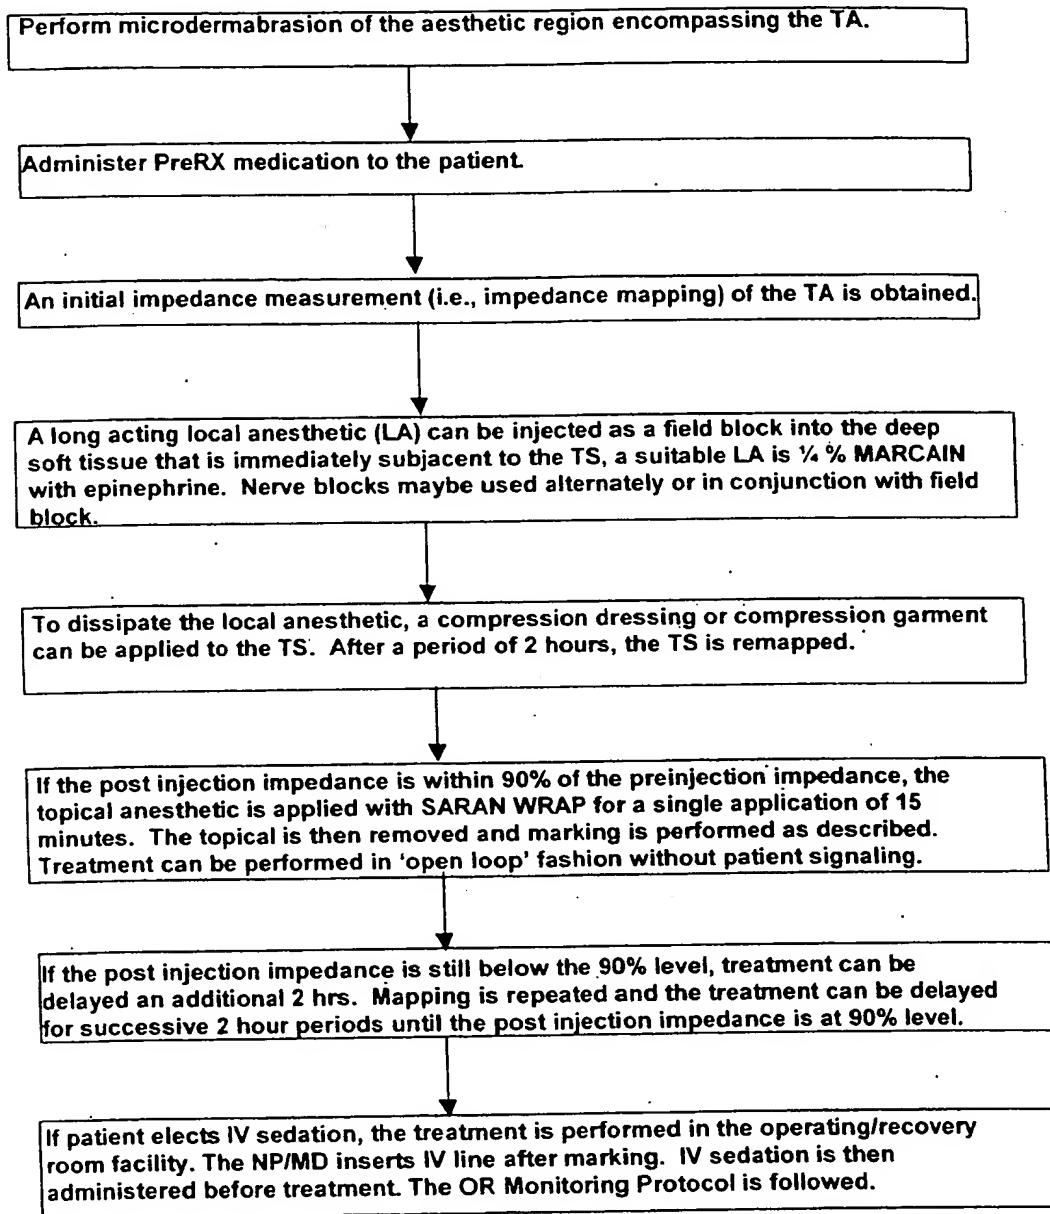 Perform microdermabrasion of the aesthetic region encompassing the TA.
Administer PreRX medication to the patient.
An initial impedance measurement (i.e., impedance mapping) of the TA is obtained.
A long acting local anesthetic (LA) can be injected as a field block into the deep
soft tissue that is immediately subjacent to the TS, a suitable LA is ¼ % MARCAIN
with epinephrine. Nerve blocks maybe used alternately or in conjunction with field
block.
To dissipate the local anesthetic, a compression dressing or compression garment
can be applied to the TS. After a period of 2 hours, the TS is remapped.
If the post injection impedance is within 90% of the preinjection impedance, the
topical anesthetic is applied with SARAN WRAP for a single application of 15
minutes. The topical is then removed and marking is performed as described.
Treatment can be performed in 'open loop' fashion without patient signaling.
If the post injection impedance is still below the 90% level, treatment can be
delayed an additional 2 hrs. Mapping is repeated and the treatment can be delayed
for successive 2 hour periods until the post injection impedance is at 90% level.
If patient elects IV sedation, the treatment is performed in the operating/recovery
room facility. The NP/MD inserts IV line after marking. IV sedation is then
administered before treatment. The OR Monitoring Protocol is followed.